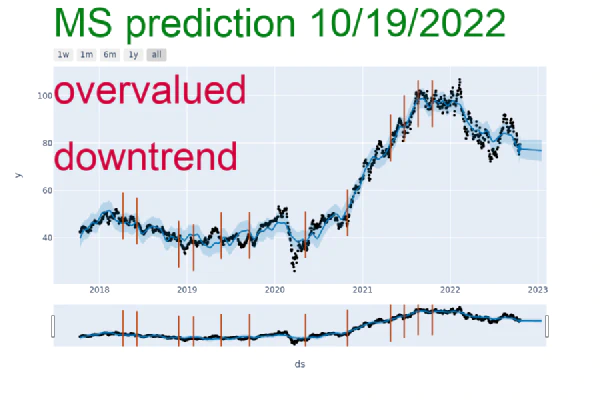 MS prediction 10/19/2022
1w 1m 6m 1y all
overvalued
downtrend
100
80
60
40
y
2018 2019 2020 2021 2022 2023
ds